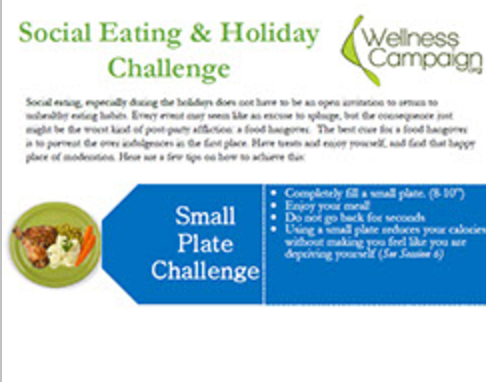 Social Eating & Holiday
Challenge
Wellness
Campaign.org
Social eating, especially during the holidays does not have to be an open invitation to return to
unhealthy eating habits. Every event may seem like an excuse to splurge, but the consequence just
might be the worst kind of post-party affliction: a food hangover. The best cure for a food hangover
is to prevent the over indulgences in the first place. Have treats and enjoy yourself, and find that happy
place of moderation. Here are a few tips on how to achieve this:
Small
Plate
Challenge
• Completely fill a small plate. (8-10")
• Enjoy your meal!
• Do not go back for seconds
• Using a small plate reduces your calories
without making you feel like you are
depriving yourself (See Session 6)